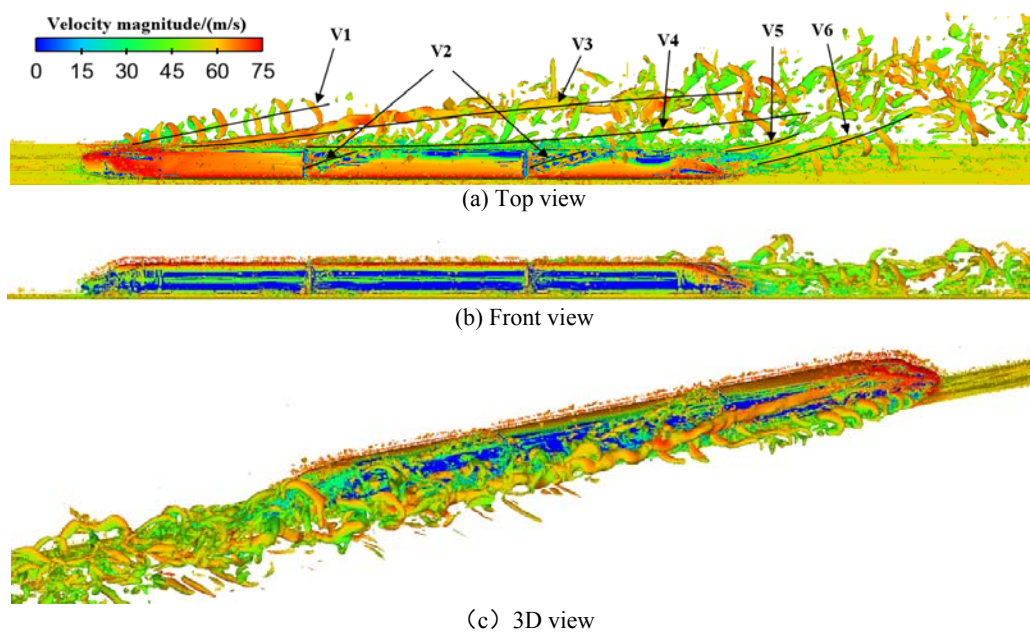 Velocity magnitude/(m/s)
0 15 30 45 60 75
V1
V2
V3
V4
V5
V6
(a) Top view
(b) Front view
（c）3D view